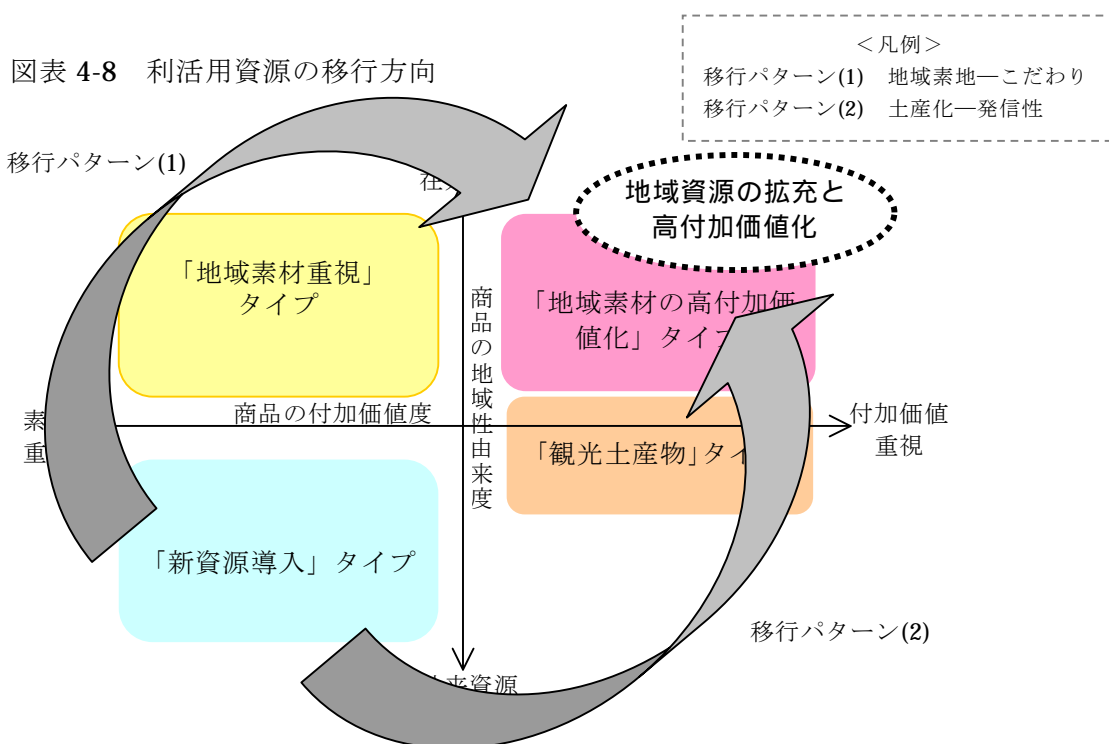 ＜凡例＞
移行パターン(1)　地域素地―こだわり
移行パターン(2)　土産化―発信性
図表 4-8　利活用資源の移行方向
移行パターン(1)
地域資源の拡充と
高付加価値化
「地域素材重視」
タイプ
「地域素材の高付加価
値化」タイプ
商品の地域性由来度
素
重
商品の付加価値度
付加価値
重視
「観光土産物」タイ
「新資源導入」タイプ
移行パターン(2)
来資源